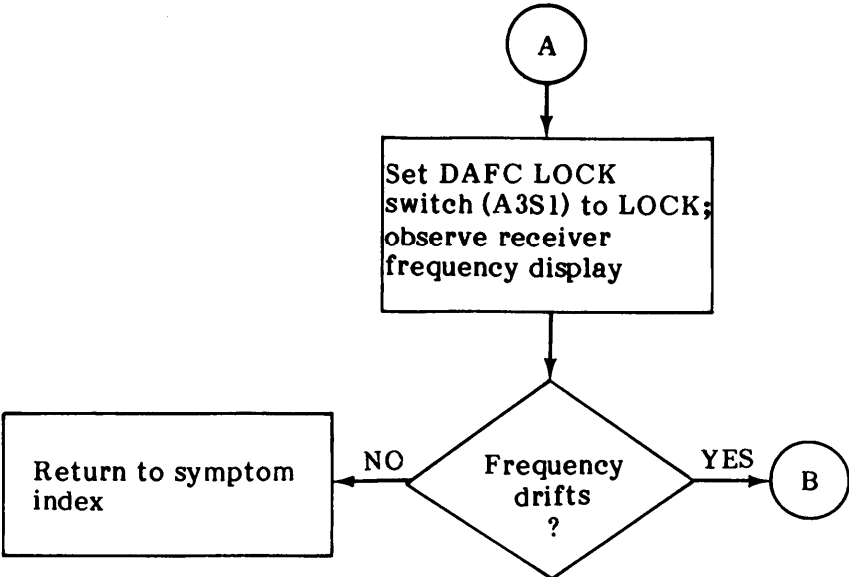 A
Set DAFC LOCK
switch (A3S1) to LOCK;
observe receiver
frequency display
NO
YES
Return to symptom
index
Frequency
drifts
?
B